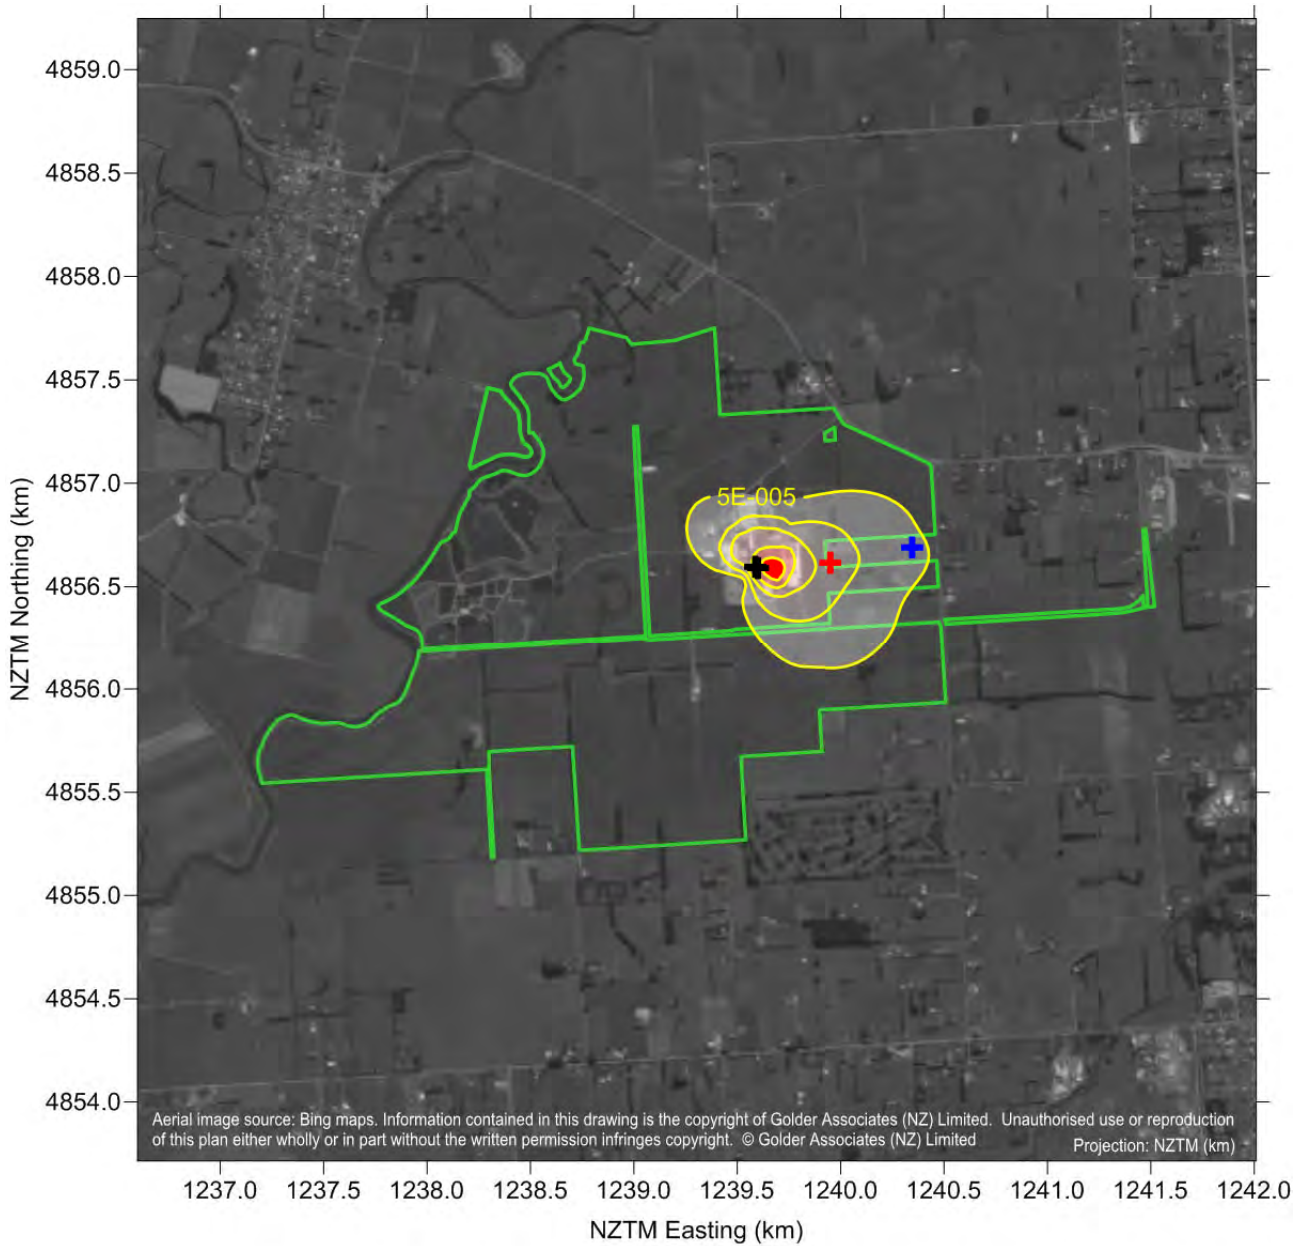 4859.0
4858.5
4858.0
4857.5
4857.0
4856.5
4856.0
4855.5
4855.0
4854.5
4854.0
NZTM Northing (km)
5E-005
Aerial image source: Bing maps. Information contained in this drawing is the copyright of Golder Associates (NZ) Limited. Unauthorised use or reproduction
of this plan either wholly or in part without the written permission infringes copyright. © Golder Associates (NZ) Limited
Projection: NZTM (km)
1237.0 1237.5 1238.0 1238.5 1239.0 1239.5 1240.0 1240.5 1241.0 1241.5 1242.0
NZTM Easting (km)